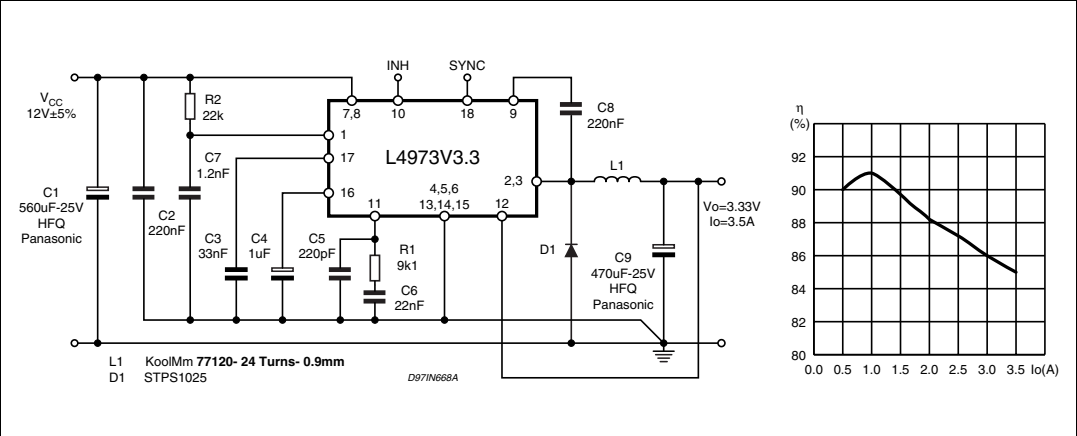 INH
SYNC
VCC
12V±5%
R2
22k
7,8
10
18
9
C8
220nF
1
17
16
L4973V3.3
2,3
4,5,6
13,14,15
11
12
C7
1.2nF
L1
Vo=3.33V
Io=3.5A
C1
560uF-25V
HFQ
Panasonic
C2
220nF
C3
33nF
C4
1uF
C5
220pF
R1
9k1
C6
22nF
D1
C9
470uF-25V
HFQ
Panasonic
L1 KoolMm 77120- 24 Turns- 0.9mm
D1 STPS1025
D97IN668A
η
(%)
92
90
88
86
84
82
80
0.0 0.5 1.0 1.5 2.0 2.5 3.0 3.5 Io(A)